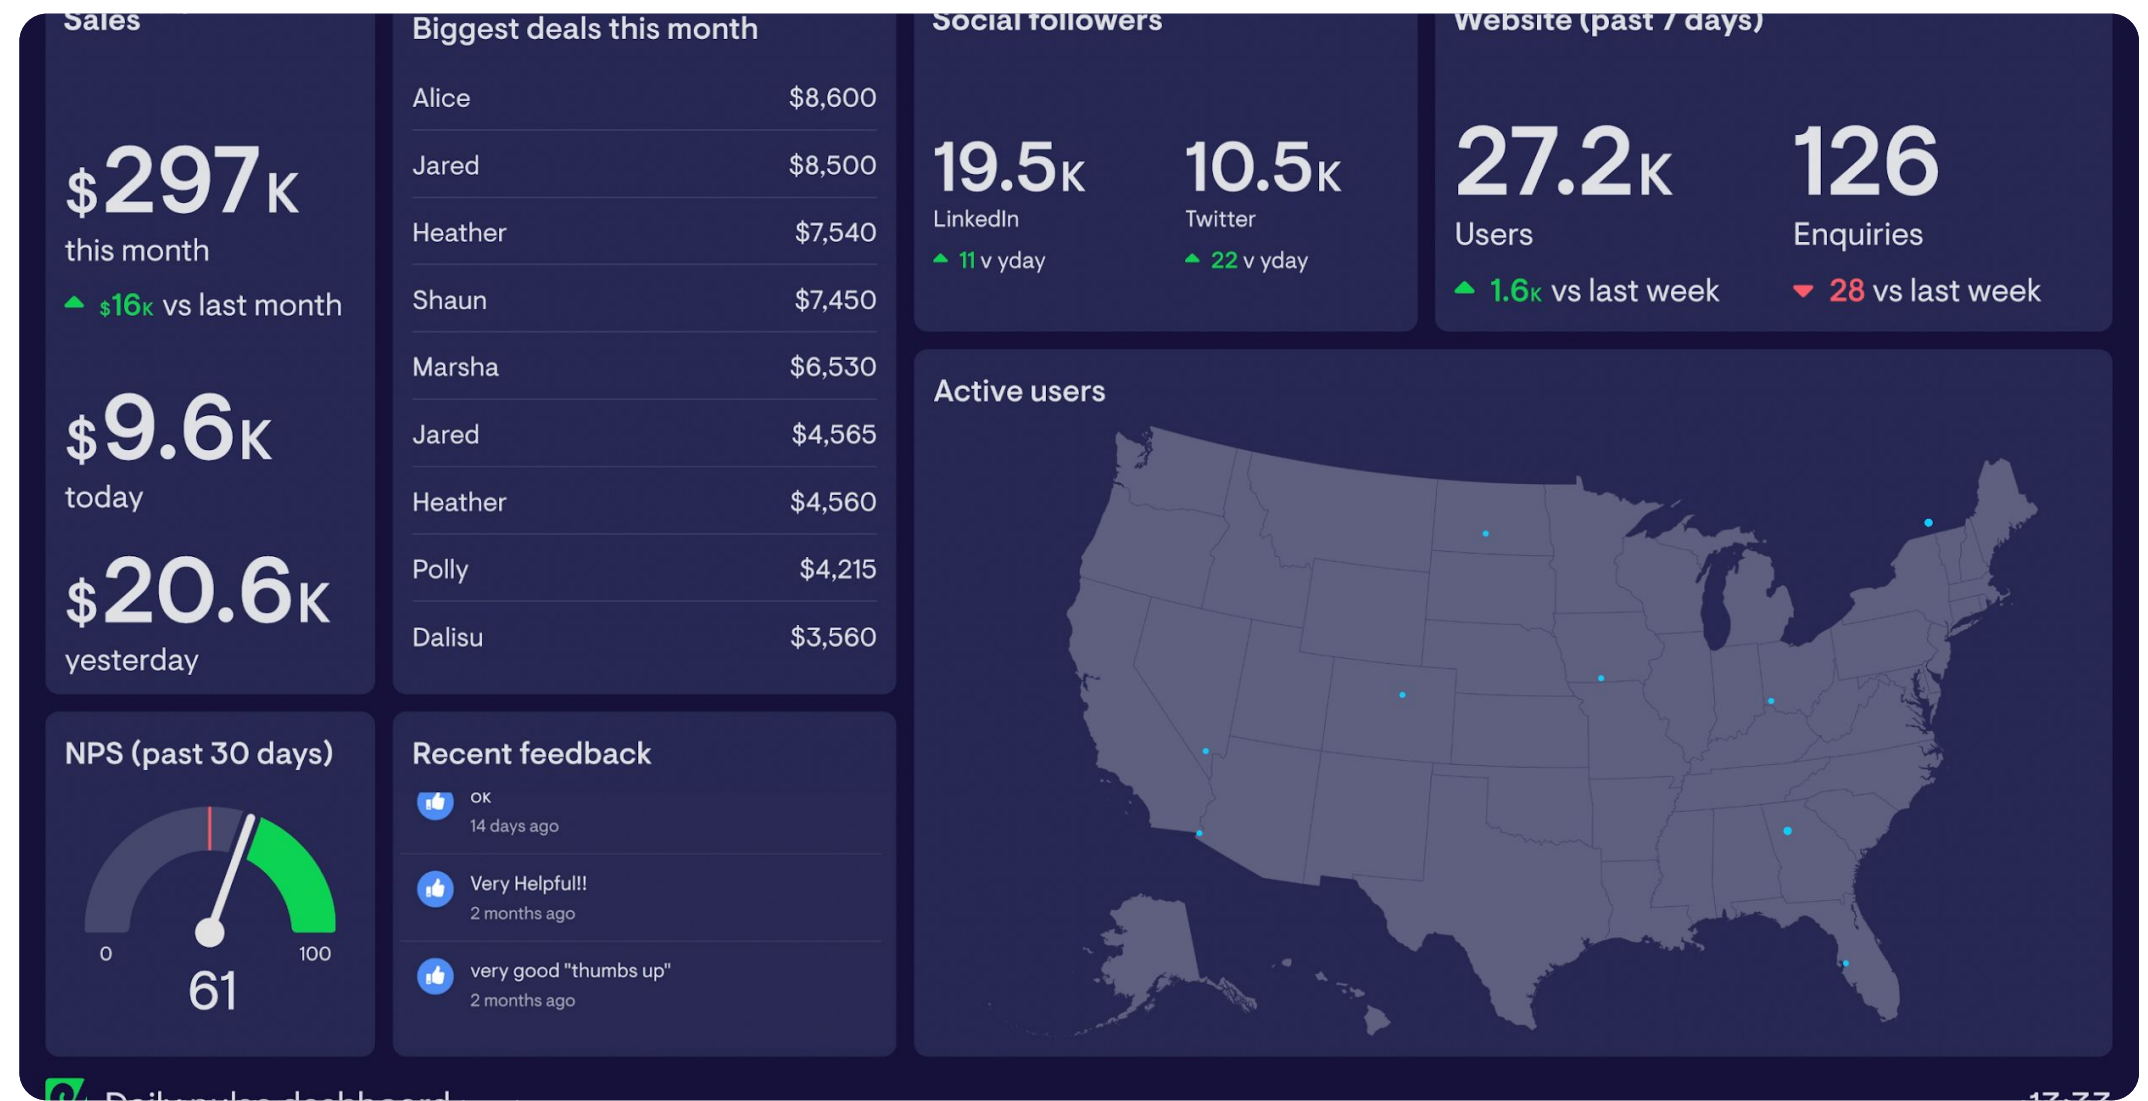 Sales
$297K
this month
$16K vs last month
$9.6K
today
$20.6K
yesterday
Biggest deals this month
Alice $8,600
Jared $8,500
Heather $7,540
Shaun $7,450
Marsha $6,530
Jared $4,565
Heather $4,560
Polly $4,215
Dalisu $3,560
Social followers
19.5K 10.5K
LinkedIn Twitter
11 v yday 22 v yday
Website (past 7 days)
27.2K 126
Users Enquiries
1.6K vs last week 28 vs last week
NPS (past 30 days)
0 100
61
Recent feedback
OK
14 days ago
Very Helpful!!
2 months ago
very good "thumbs up"
2 months ago
Active users
Daily pulse dashboard